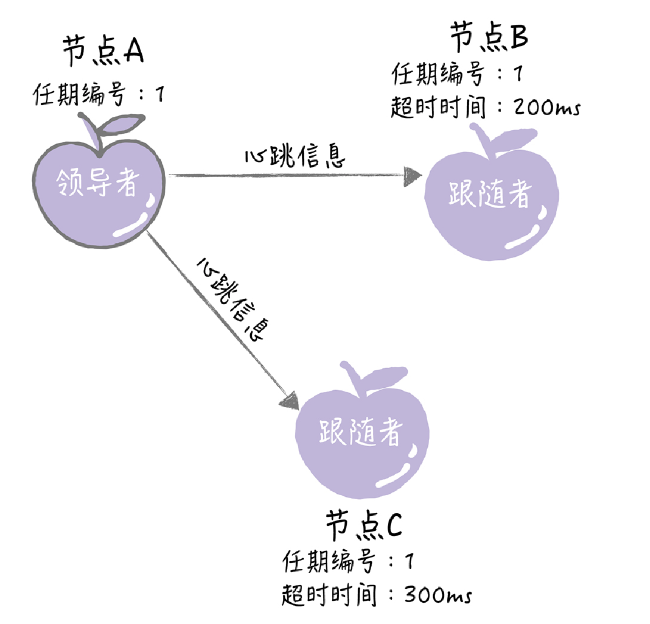 节点A
任期编号：1
领导者
节点B
任期编号：1
超时时间：200ms
跟随者
心跳信息
心跳信息
跟随者
节点C
任期编号：1
超时时间：300ms